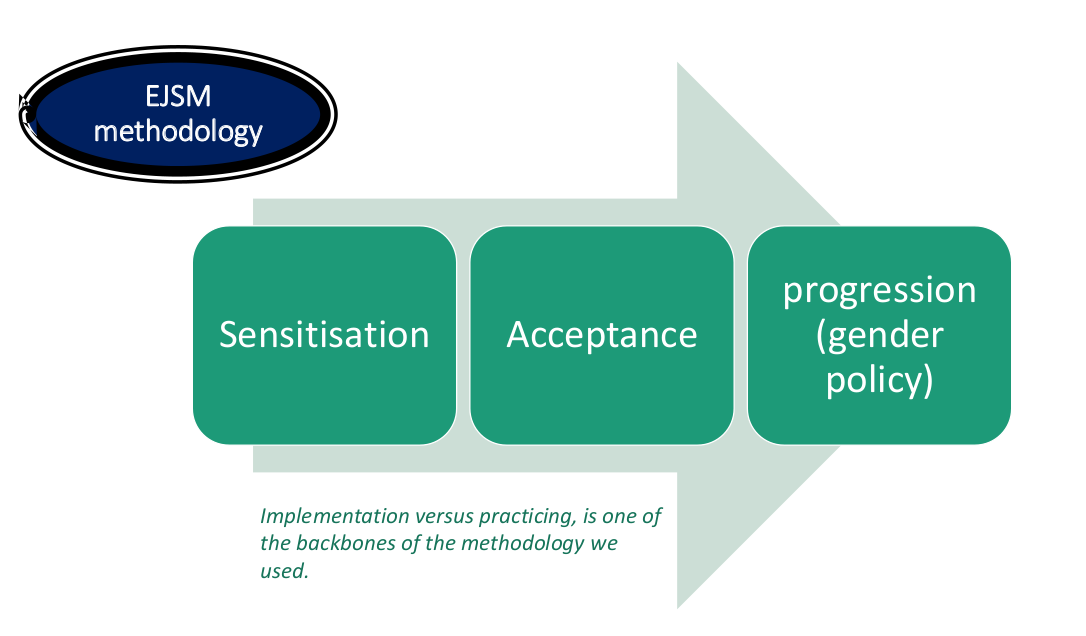 EJSM
methodology
Sensitisation
Acceptance
progression
(gender
policy)
Implementation versus practicing, is one of
the backbones of the methodology we
used.